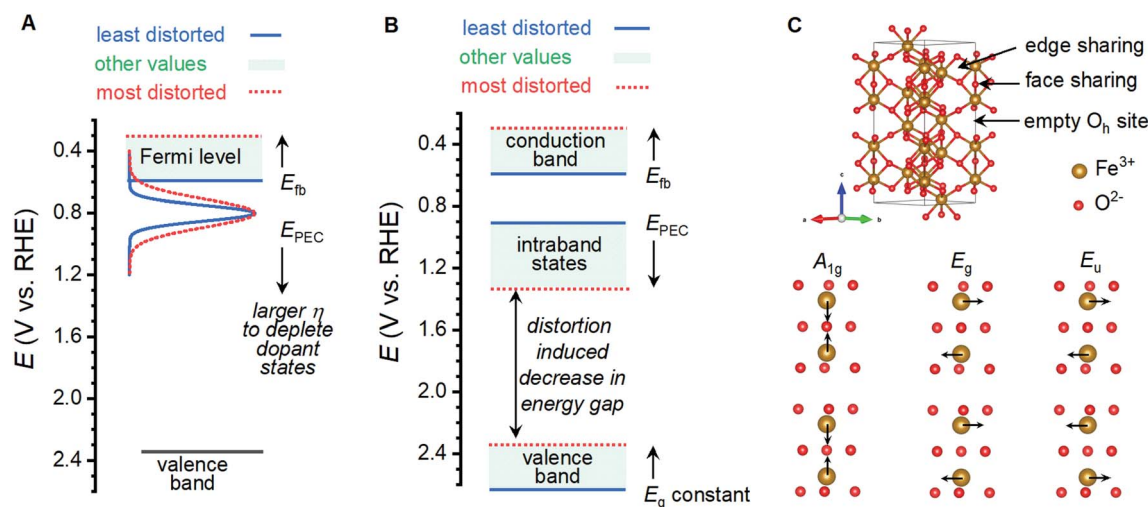 A
least distorted
other values
most distorted
E (V vs. RHE)
0.4
0.8
1.2
1.6
2.0
2.4
Fermi level
E_fb
E_PEC
larger η
to deplete
dopant
states
valence
band
B
least distorted
other values
most distorted
E (V vs. RHE)
0.4
0.8
1.2
1.6
2.0
2.4
conduction
band
E_fb
intraband
states
E_PEC
distortion
induced
decrease in
energy gap
valence
band
E_g constant
C
edge sharing
face sharing
empty O_h site
Fe³⁺
O²⁻
c
a
b
A_1g
E_g
E_u